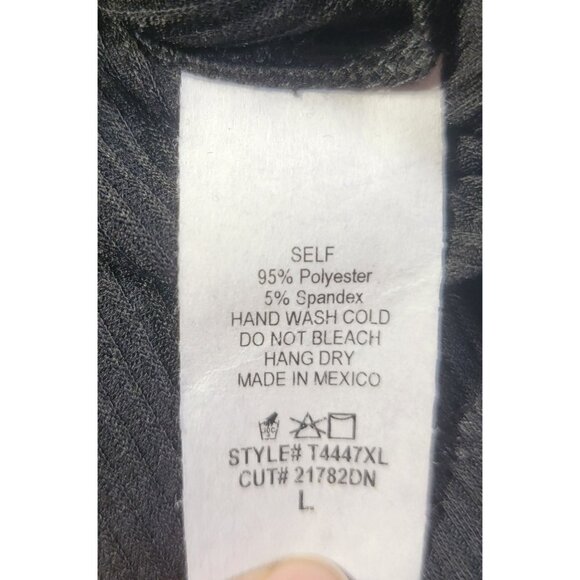 SELF
95% Polyester
5% Spandex
HAND WASH COLD
DO NOT BLEACH
HANG DRY
MADE IN MEXICO
STYLE# T4447XL
CUT# 21782DN
L.